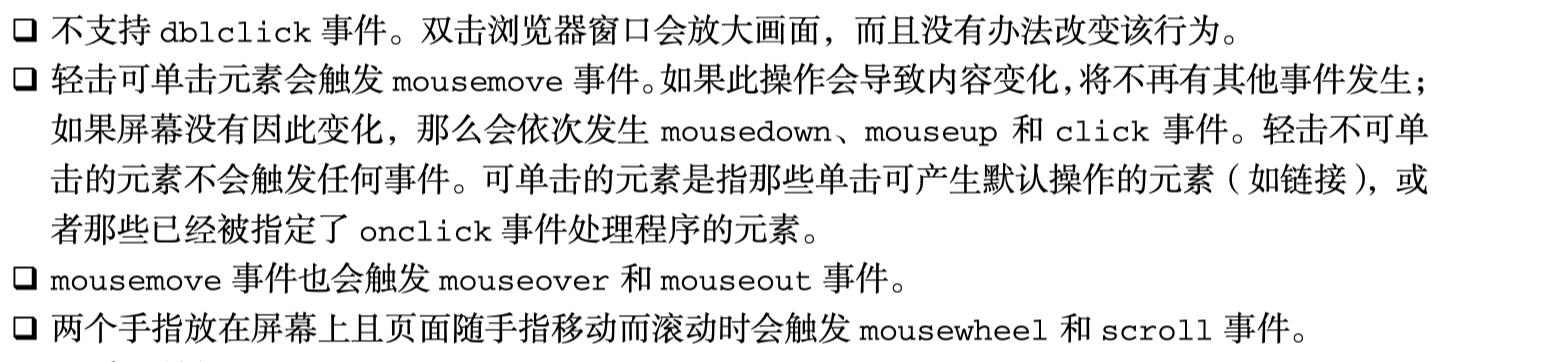 ❑ 不支持 dblclick 事件。双击浏览器窗口会放大画面，而且没有办法改变该行为。
❑ 轻击可单击元素会触发 mousemove 事件。如果此操作会导致内容变化，将不再有其他事件发生；
如果屏幕没有因此变化，那么会依次发生 mousedown、mouseup 和 click 事件。轻击不可单
击的元素不会触发任何事件。可单击的元素是指那些单击可产生默认操作的元素（如链接），或
者那些已经被指定了 onclick 事件处理程序的元素。
❑ mousemove 事件也会触发 mouseover 和 mouseout 事件。
❑ 两个手指放在屏幕上且页面随手指移动而滚动时会触发 mousewheel 和 scroll 事件。